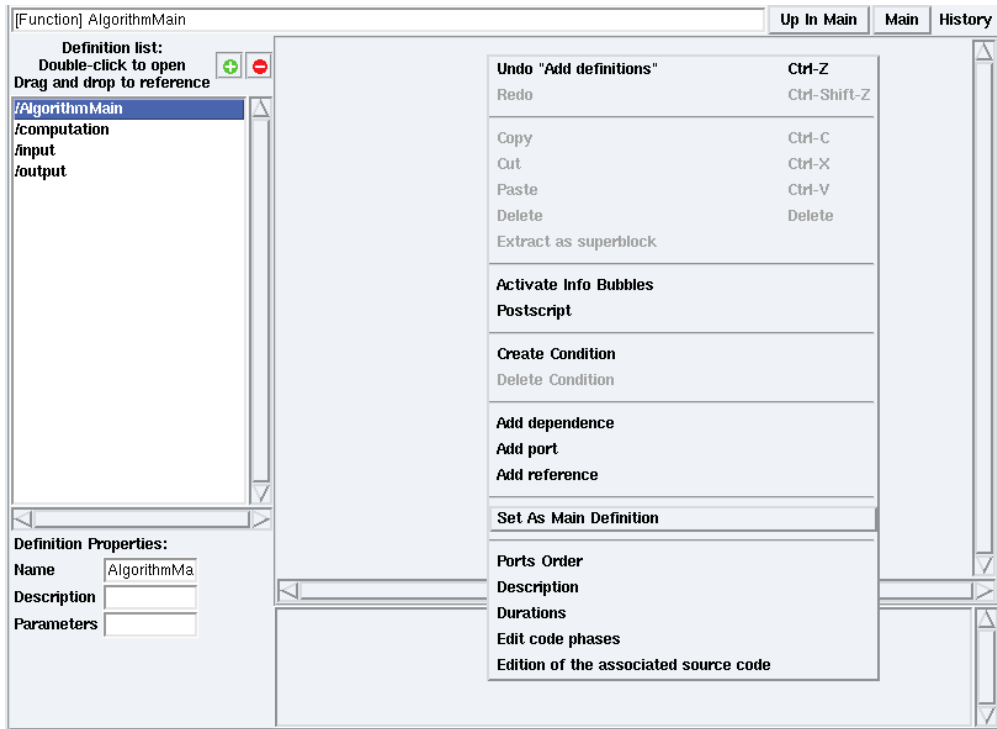 [Function] AlgorithmMain
Up In Main
Main
History
Definition list:
Double-click to open
Drag and drop to reference
/AlgorithmMain
/computation
/input
/output
Definition Properties:
Name AlgorithmMa
Description
Parameters
Undo "Add definitions" Ctrl-Z
Redo Ctrl-Shift-Z
Copy Ctrl-C
Cut Ctrl-X
Paste Ctrl-V
Delete Delete
Extract as superblock
Activate Info Bubbles
Postscript
Create Condition
Delete Condition
Add dependence
Add port
Add reference
Set As Main Definition
Ports Order
Description
Durations
Edit code phases
Edition of the associated source code